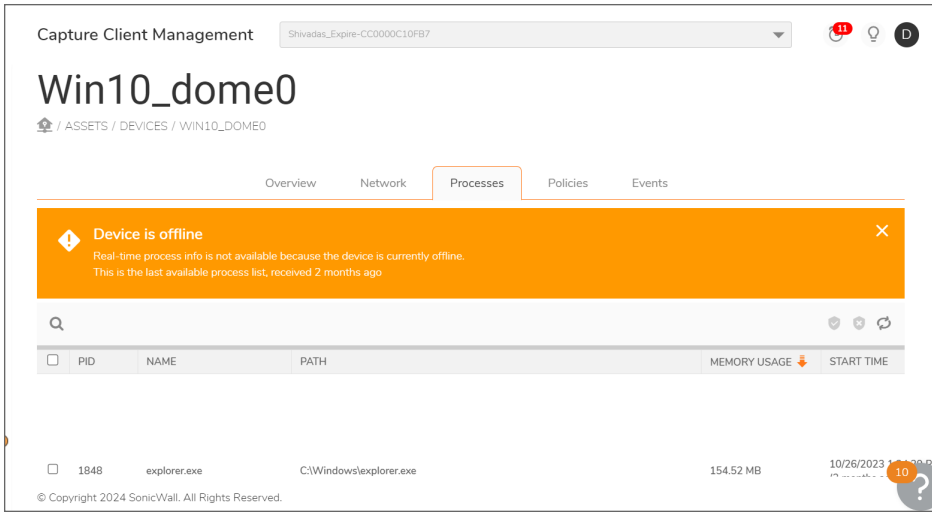 Capture Client Management
Shivadas_Expire-CC0000C10FB7
11
D
Win10_dome0
/ ASSETS / DEVICES / WIN10_DOME0
Overview Network Processes Policies Events
Device is offline
Real-time process info is not available because the device is currently offline.
This is the last available process list, received 2 months ago
PID NAME PATH MEMORY USAGE START TIME
1848 explorer.exe C:\Windows\explorer.exe 154.52 MB 10/26/2023
10
?
© Copyright 2024 SonicWall. All Rights Reserved.